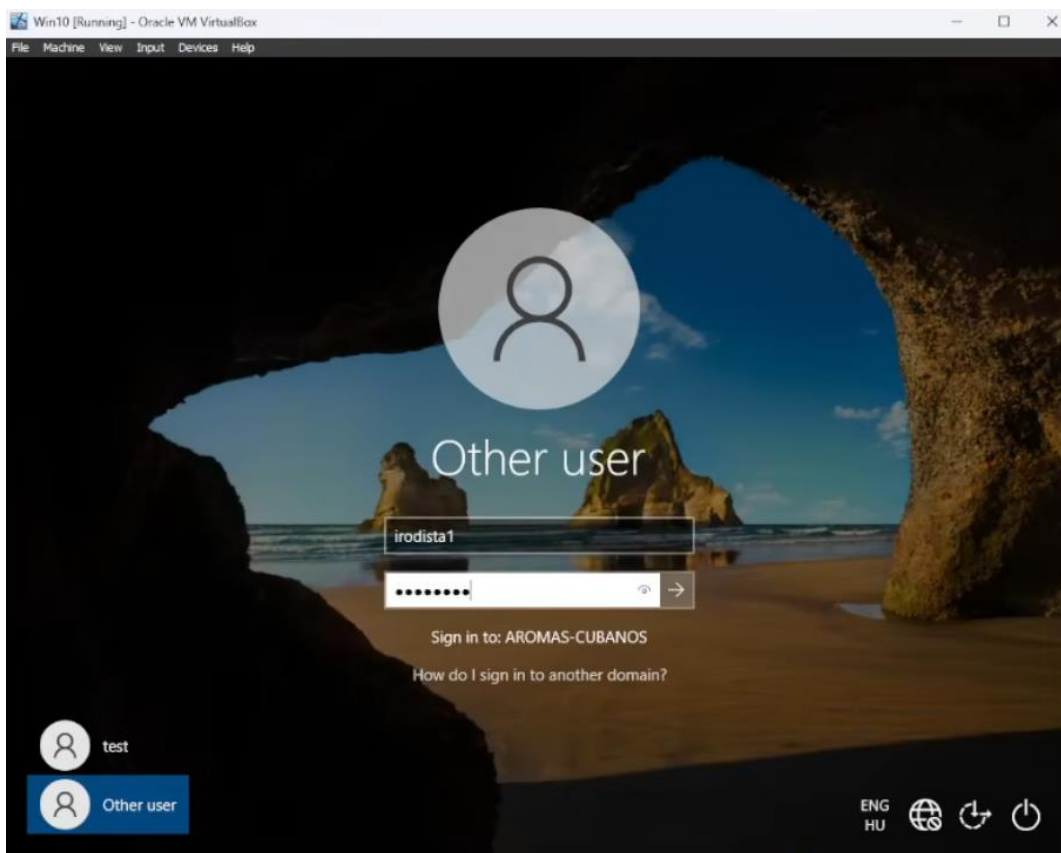 Win10 [Running] - Oracle VM VirtualBox
File Machine View Input Devices Help
Other user
irodista1
Sign in to: AROMAS-CUBANOS
How do I sign in to another domain?
test
Other user
ENG
HU